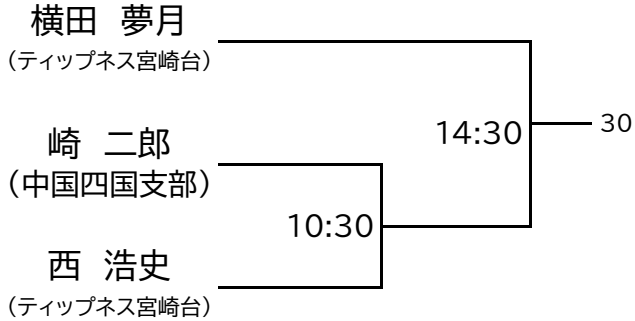 横田 夢月
(ティップネス宮崎台)
14:30
30
崎 二郎
(中国四国支部)
10:30
西 浩史
(ティップネス宮崎台)